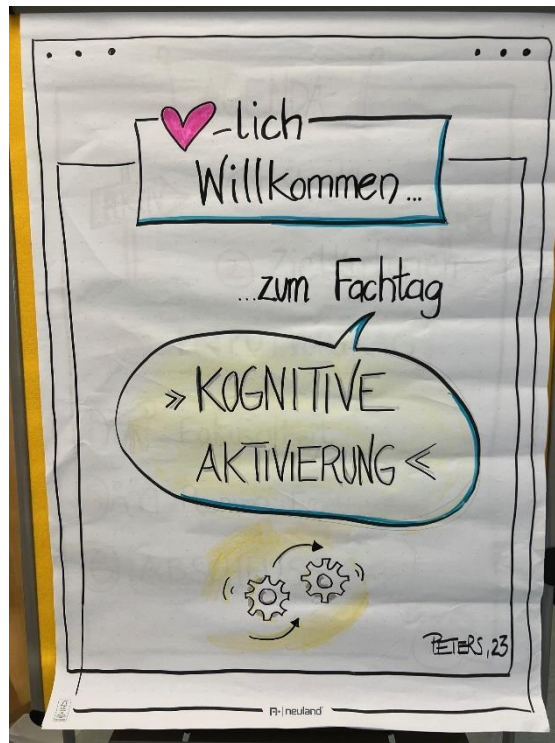 -lich
Willkommen...
...zum Fachtag
» KOGNITIVE
AKTIVIERUNG «
PETERS, 23
neuland